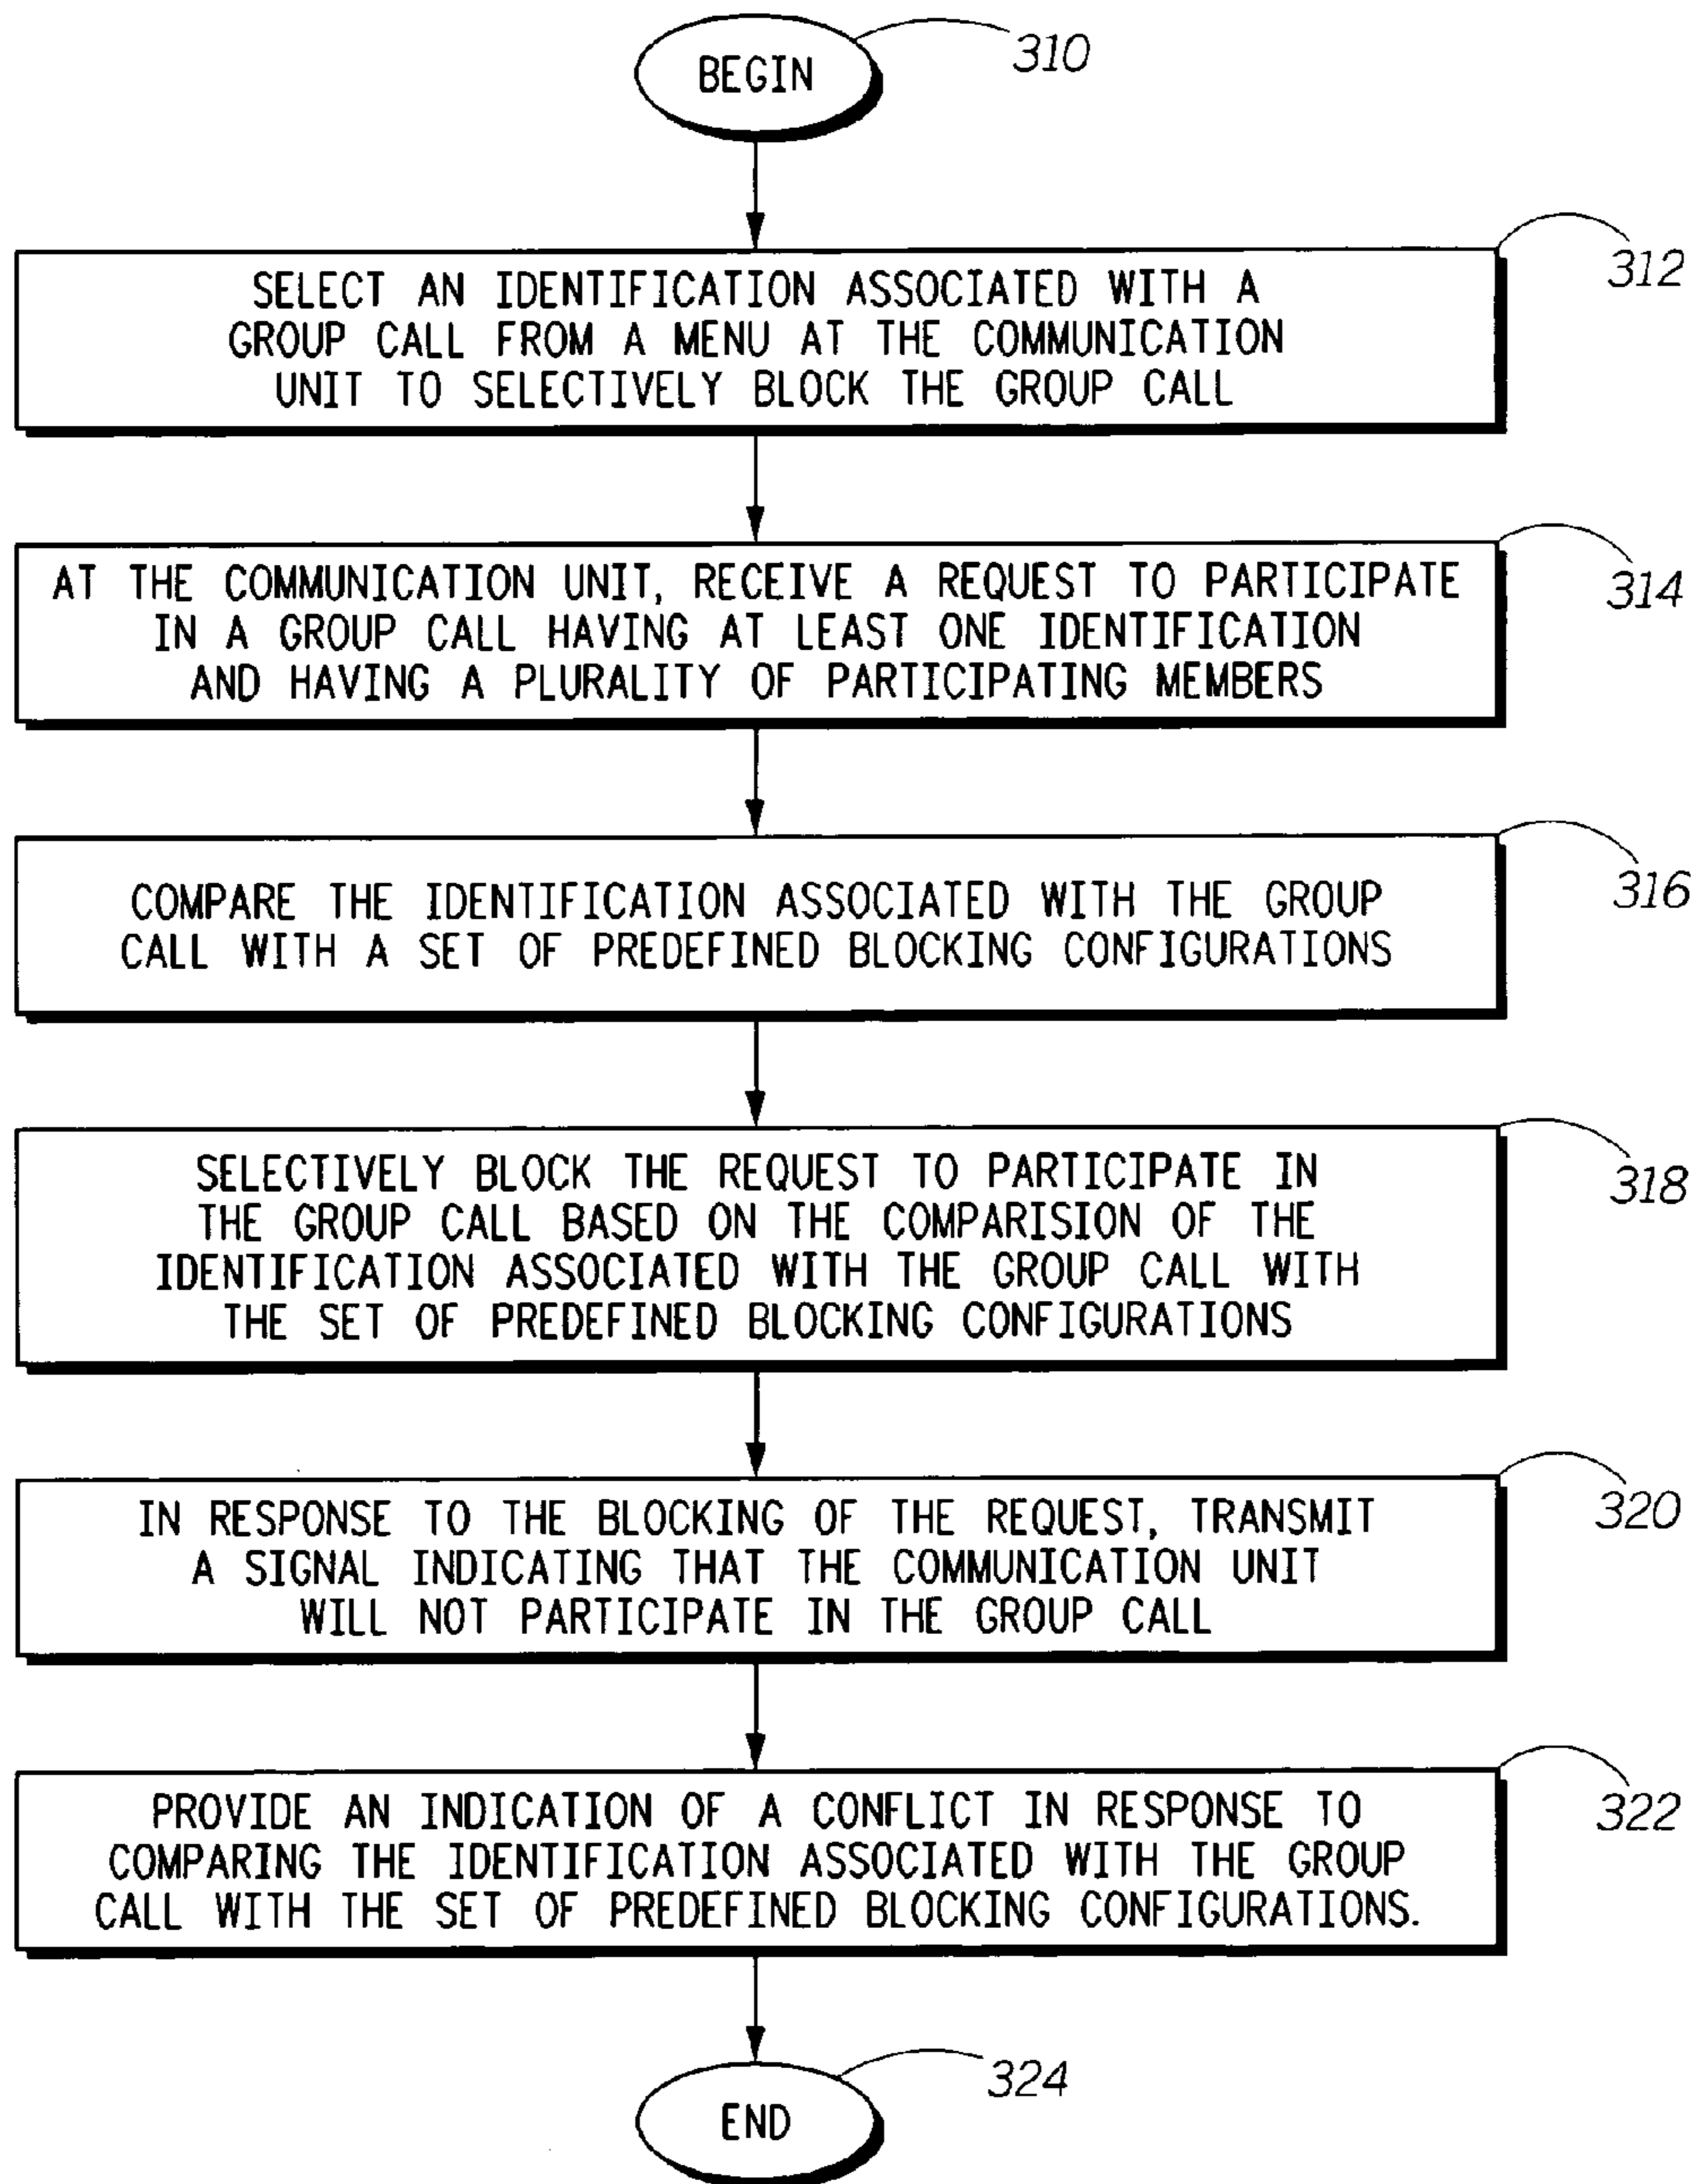 BEGIN
310
312
SELECT AN IDENTIFICATION ASSOCIATED WITH A
GROUP CALL FROM A MENU AT THE COMMUNICATION
UNIT TO SELECTIVELY BLOCK THE GROUP CALL
314
AT THE COMMUNICATION UNIT, RECEIVE A REQUEST TO PARTICIPATE
IN A GROUP CALL HAVING AT LEAST ONE IDENTIFICATION
AND HAVING A PLURALITY OF PARTICIPATING MEMBERS
316
COMPARE THE IDENTIFICATION ASSOCIATED WITH THE GROUP
CALL WITH A SET OF PREDEFINED BLOCKING CONFIGURATIONS
318
SELECTIVELY BLOCK THE REQUEST TO PARTICIPATE IN
THE GROUP CALL BASED ON THE COMPARISION OF THE
IDENTIFICATION ASSOCIATED WITH THE GROUP CALL WITH
THE SET OF PREDEFINED BLOCKING CONFIGURATIONS
320
IN RESPONSE TO THE BLOCKING OF THE REQUEST, TRANSMIT
A SIGNAL INDICATING THAT THE COMMUNICATION UNIT
WILL NOT PARTICIPATE IN THE GROUP CALL
322
PROVIDE AN INDICATION OF A CONFLICT IN RESPONSE TO
COMPARING THE IDENTIFICATION ASSOCIATED WITH THE GROUP
CALL WITH THE SET OF PREDEFINED BLOCKING CONFIGURATIONS.
324
END